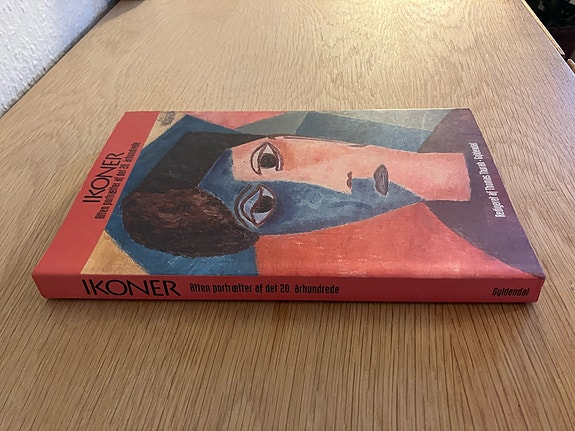 IKONER
Atten portrætter af det 20. århundrede
Redigeret af Thomas Thurah · Gyldendal
IKONER
Atten portrætter af det 20. århundrede
Gyldendal